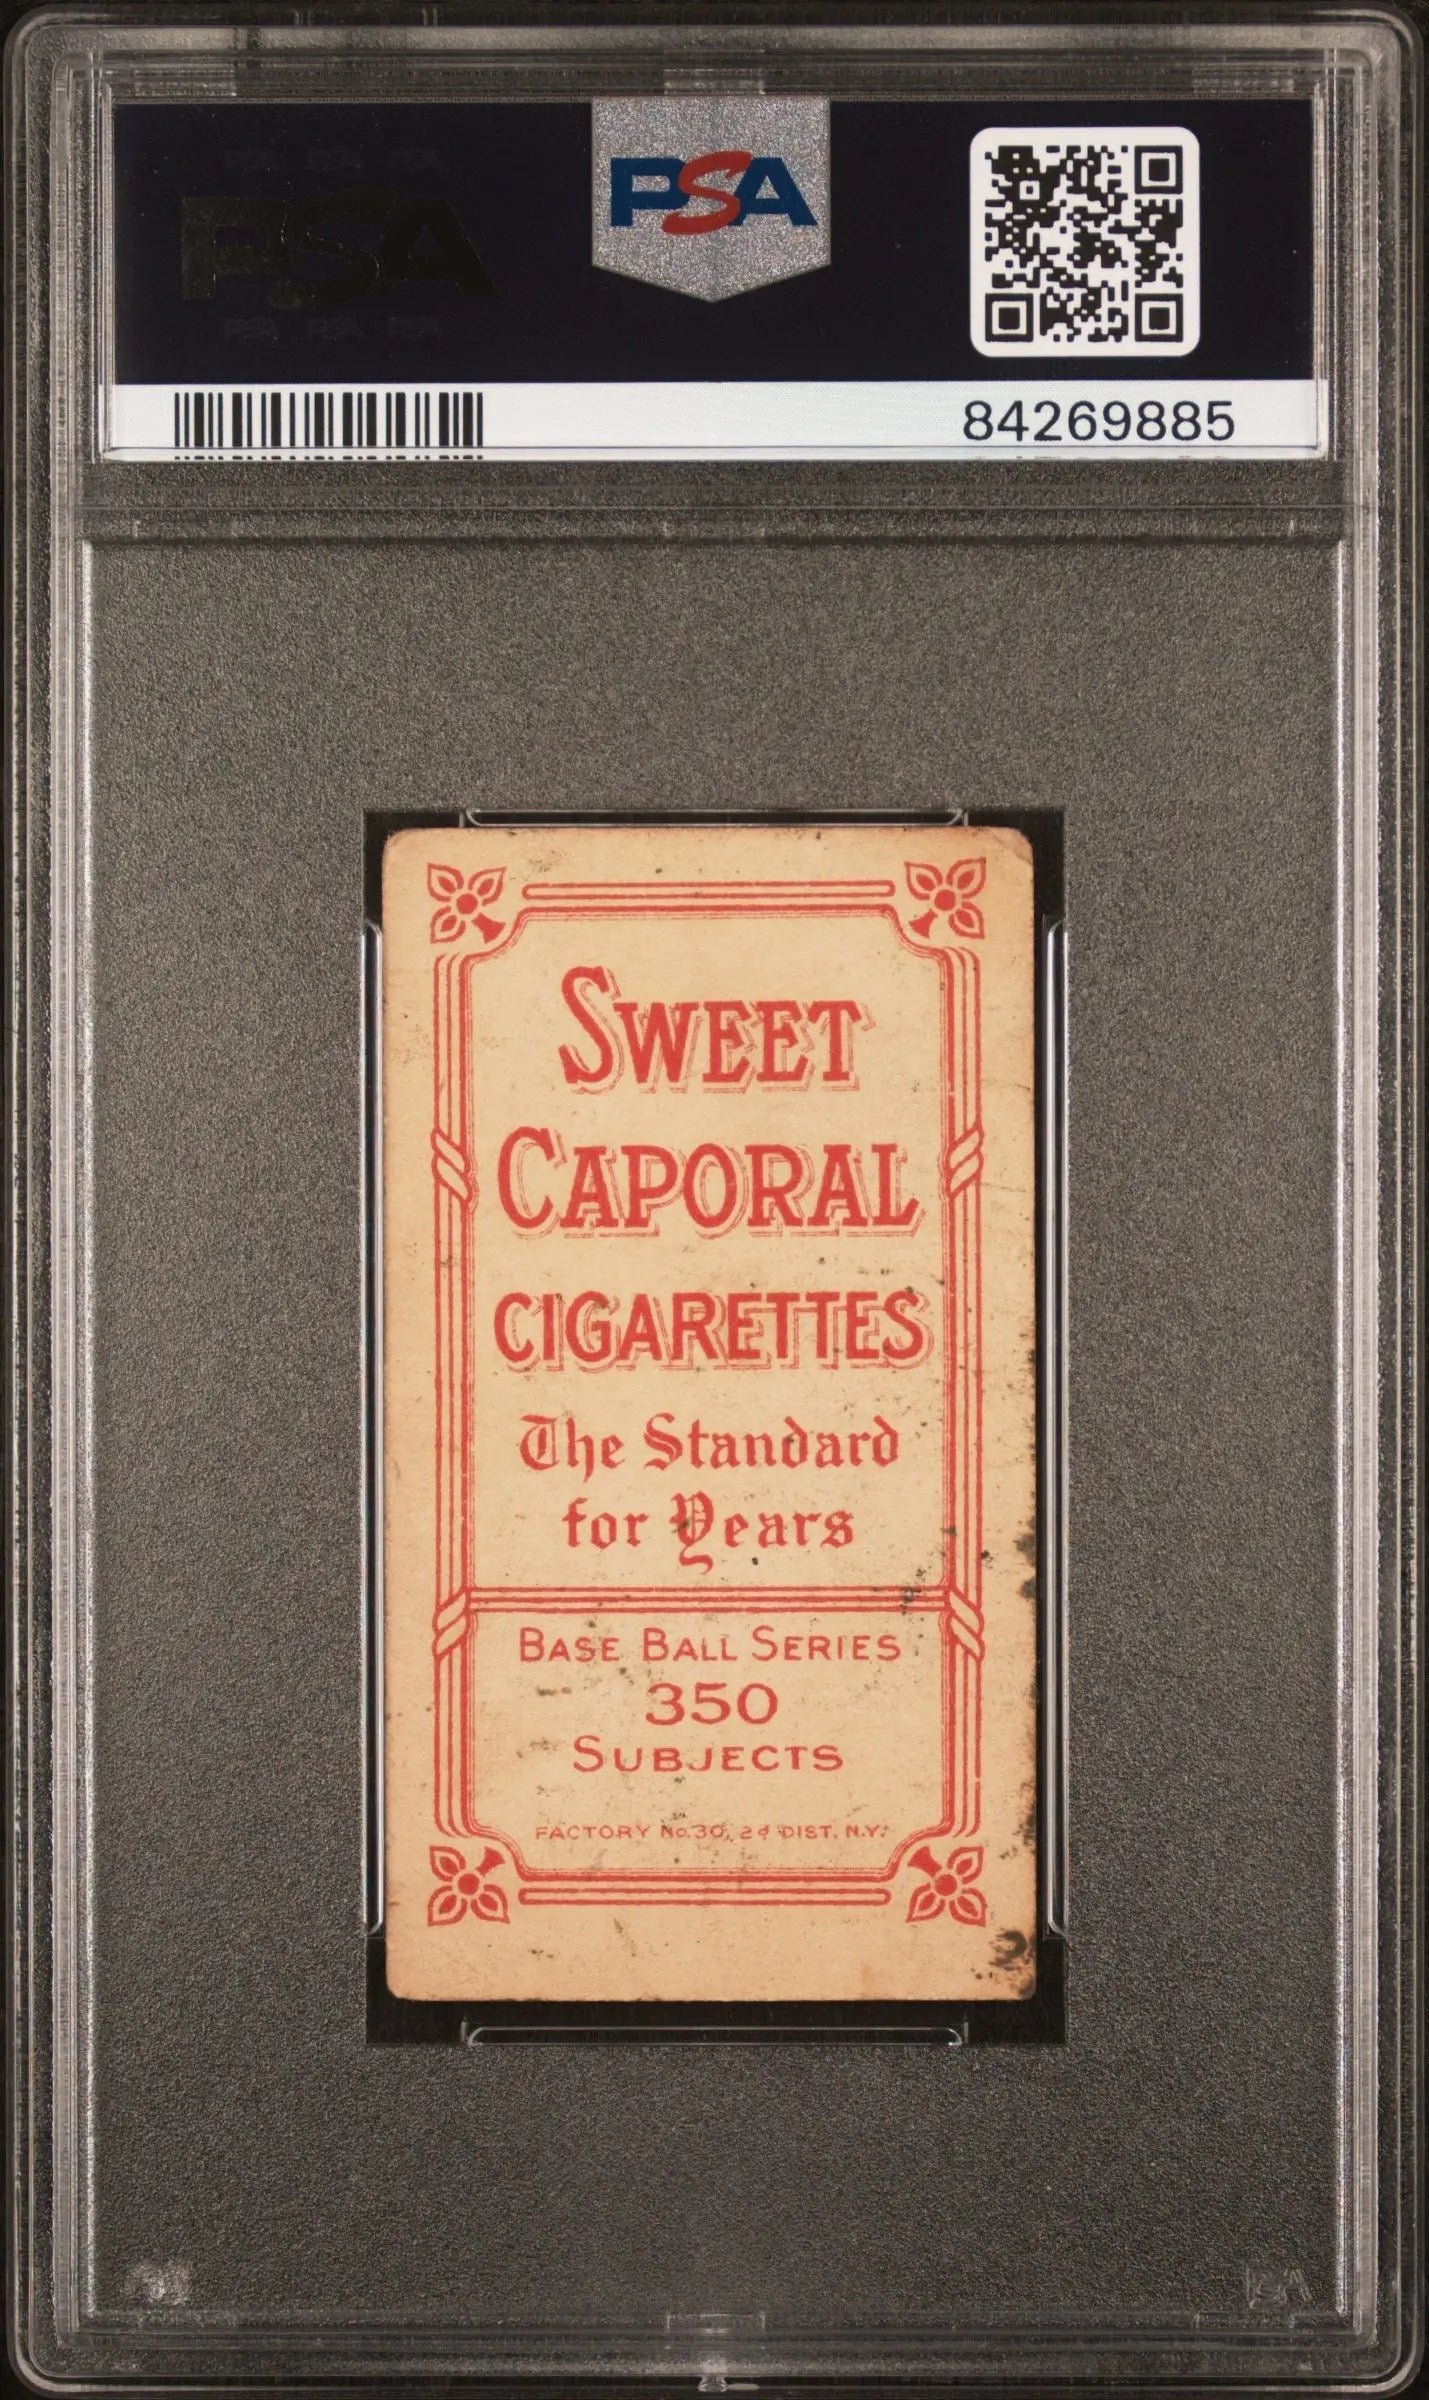 PSA
PSA
84269885
SWEET
CAPORAL
CIGARETTES
The Standard
for Years
BASE BALL SERIES
350
SUBJECTS
FACTORY No. 30, 2d DIST. N.Y.